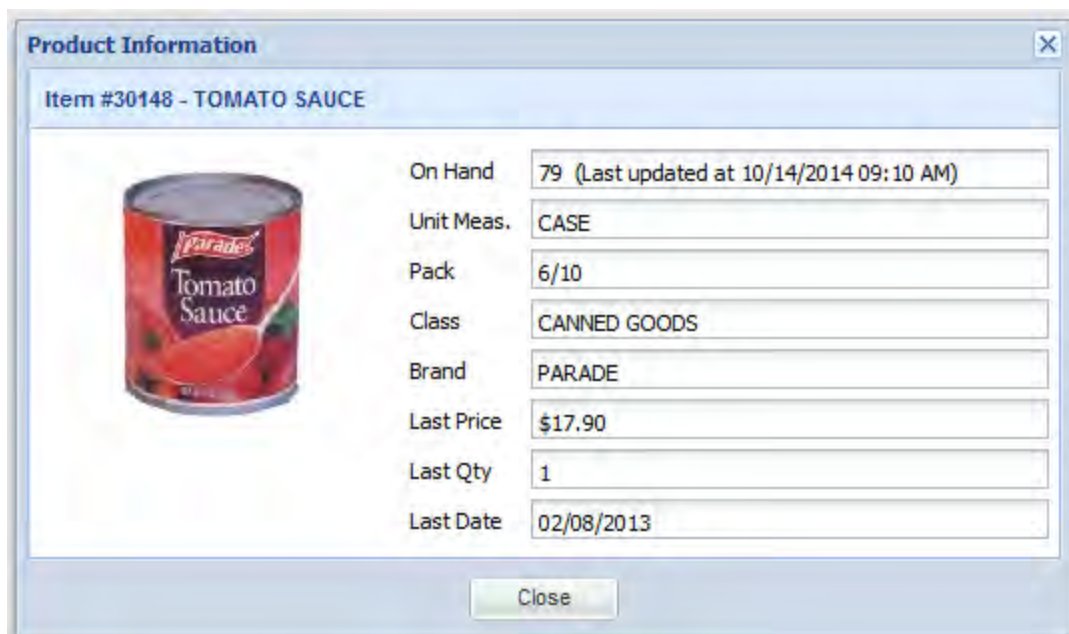 Product Information
Item #30148 - TOMATO SAUCE
Parade
Tomato
Sauce
On Hand 79 (Last updated at 10/14/2014 09:10 AM)
Unit Meas. CASE
Pack 6/10
Class CANNED GOODS
Brand PARADE
Last Price $17.90
Last Qty 1
Last Date 02/08/2013
Close